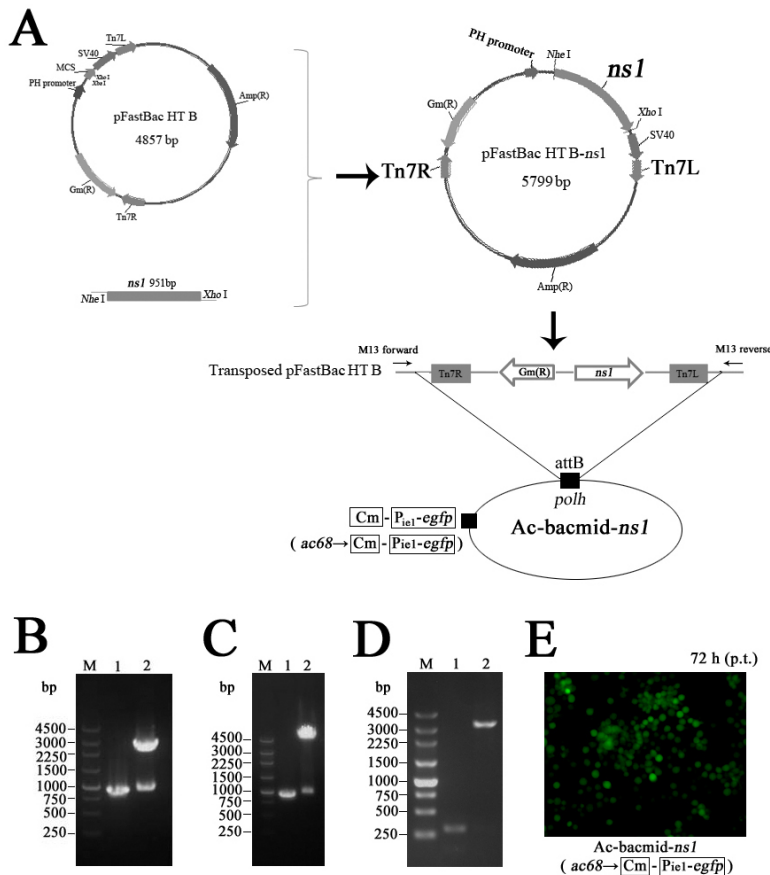 A
Tn7L
SV40
MCS
Xho I
Xba I
PH promoter
Amp(R)
pFastBac HT B
4857 bp
Gm(R)
Tn7R
ns1 951bp
Nhe I
Xho I
PH promoter
Nhe I
ns1
Gm(R)
Xho I
SV40
pFastBac HT B-ns1
5799 bp
Tn7R
Tn7L
Amp(R)
M13 forward
M13 reverse
Transposed pFastBac HT B
Tn7R
Gm(R)
ns1
Tn7L
attB
polh
Cm - Pie1-egfp
Ac-bacmid-ns1
( ac68→ Cm - Pie1-egfp )
B
M 1 2
bp
4500
3000
2250
1500
1000
750
500
250
C
M 1 2
bp
4500
3000
2250
1500
1000
750
500
250
D
M 1 2
bp
4500
3000
2250
1500
1000
750
500
250
E
72 h (p.t.)
Ac-bacmid-ns1
( ac68→ Cm - Pie1-egfp )